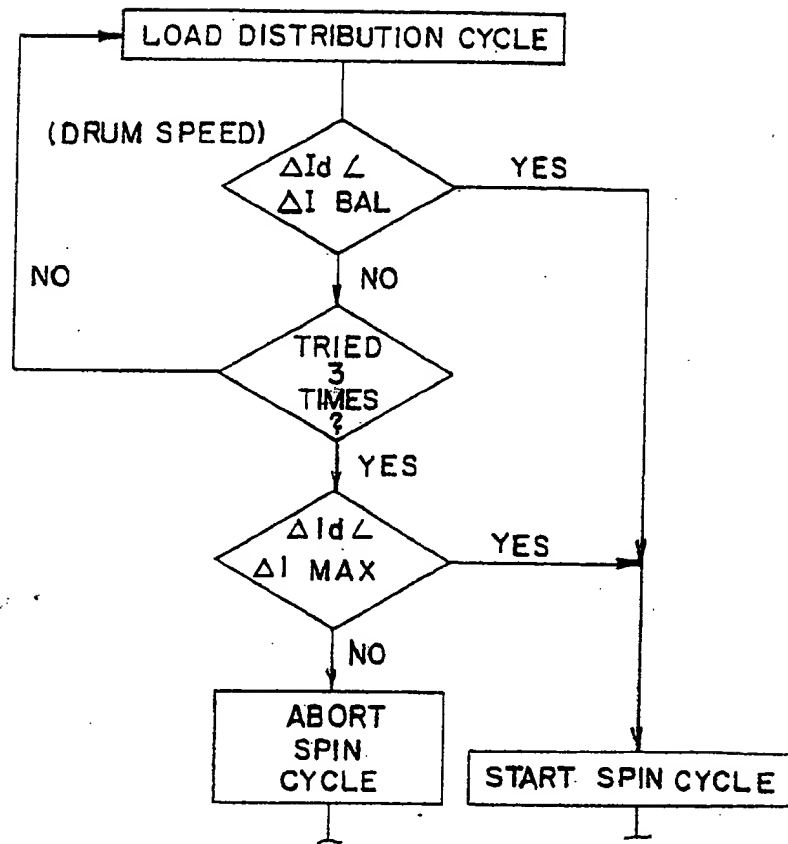 LOAD DISTRIBUTION CYCLE
(DRUM SPEED)
ΔId ∠
ΔI BAL
YES
NO
NO
TRIED
3
TIMES
?
YES
ΔId ∠
ΔI MAX
YES
NO
ABORT
SPIN
CYCLE
START SPIN CYCLE